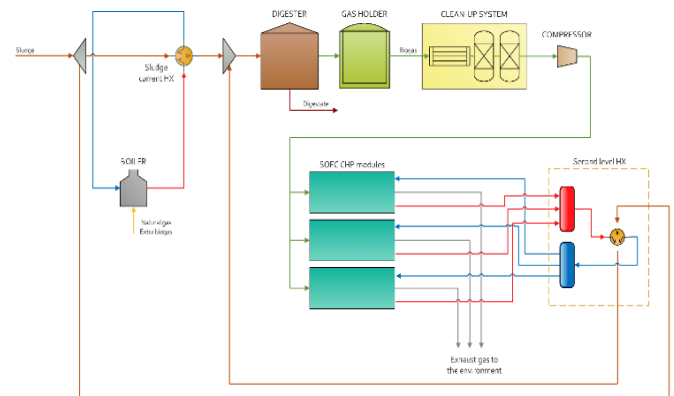 DIGESTER
GAS HOLDER
CLEAN-UP SYSTEM
COMPRESSOR
Sludge
Sludge
current HX
Biogas
Digestate
BOILER
Natural gas
Extra biogas
SOFC CHP modules
Second level HX
Exhaust gas to
the environment